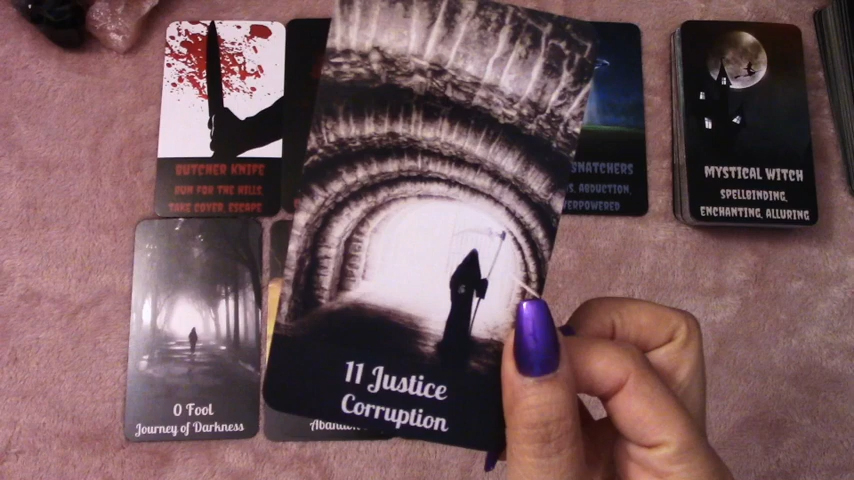 BUTCHER KNIFE
RUN FOR THE HILLS,
TAKE COVER, ESCAPE
SNATCHERS
ABDUCTION,
MYSTICAL WITCH
SPELLBINDING,
ENCHANTING, ALLURING
0 Fool
Journey of Darkness
11 Justice
Corruption